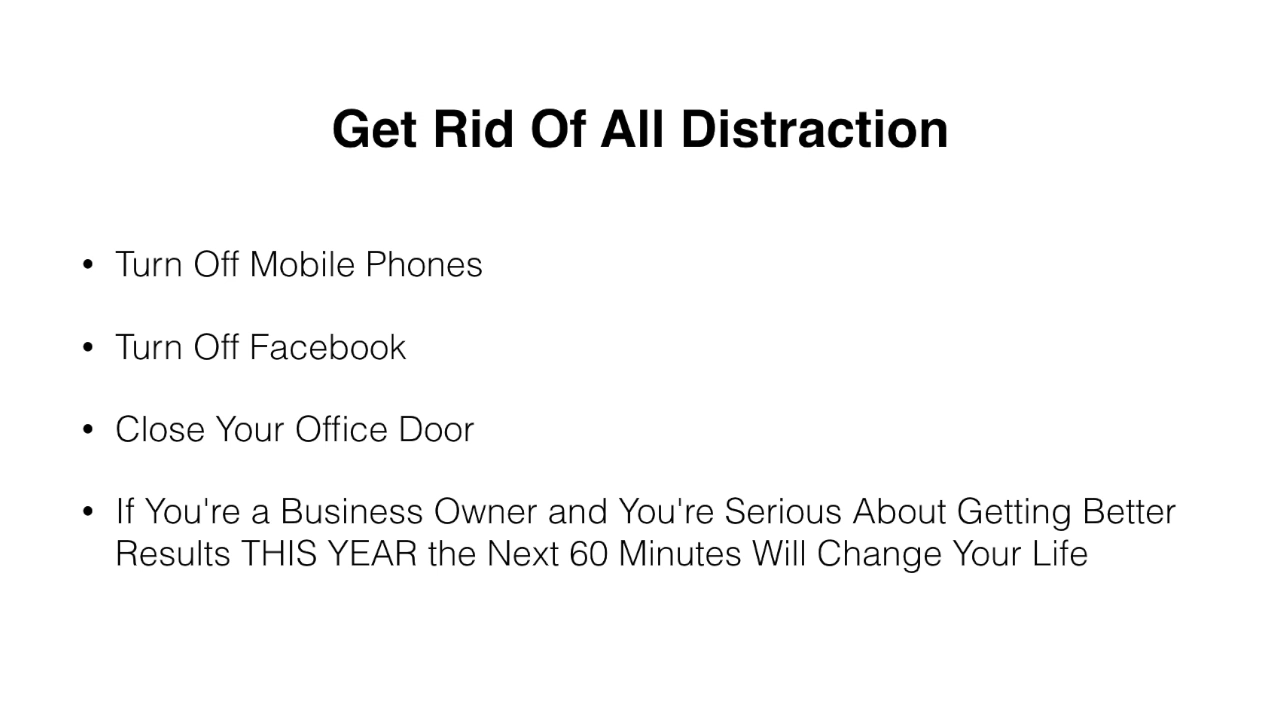 Get Rid Of All Distraction
• Turn Off Mobile Phones
• Turn Off Facebook
• Close Your Office Door
• If You're a Business Owner and You're Serious About Getting Better
Results THIS YEAR the Next 60 Minutes Will Change Your Life